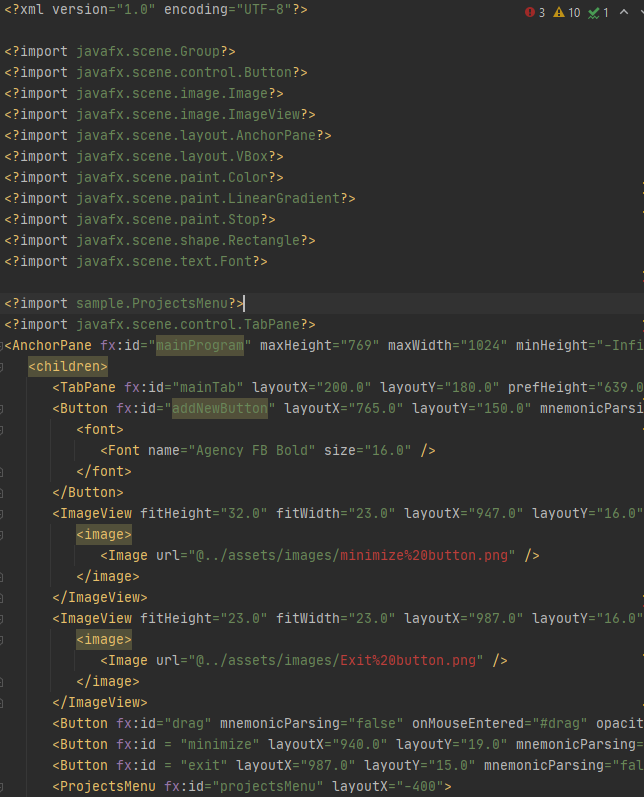 <?xml version="1.0" encoding="UTF-8"?> 3 10 1
<?import javafx.scene.Group?>
<?import javafx.scene.control.Button?>
<?import javafx.scene.image.Image?>
<?import javafx.scene.image.ImageView?>
<?import javafx.scene.layout.AnchorPane?>
<?import javafx.scene.layout.VBox?>
<?import javafx.scene.paint.Color?>
<?import javafx.scene.paint.LinearGradient?>
<?import javafx.scene.paint.Stop?>
<?import javafx.scene.shape.Rectangle?>
<?import javafx.scene.text.Font?>
<?import sample.ProjectsMenu?>
<?import javafx.scene.control.TabPane?>
<AnchorPane fx:id="mainProgram" maxHeight="769" maxWidth="1024" minHeight="-Infi
<children>
<TabPane fx:id="mainTab" layoutX="200.0" layoutY="180.0" prefHeight="639.0
<Button fx:id="addNewButton" layoutX="765.0" layoutY="150.0" mnemonicParsi
<font>
<Font name="Agency FB Bold" size="16.0" />
</font>
</Button>
<ImageView fitHeight="32.0" fitWidth="23.0" layoutX="947.0" layoutY="16.0"
<image>
<Image url="@../assets/images/minimize%20button.png" />
</image>
</ImageView>
<ImageView fitHeight="23.0" fitWidth="23.0" layoutX="987.0" layoutY="16.0"
<image>
<Image url="@../assets/images/Exit%20button.png" />
</image>
</ImageView>
<Button fx:id="drag" mnemonicParsing="false" onMouseEntered="#drag" opacit
<Button fx:id = "minimize" layoutX="940.0" layoutY="19.0" mnemonicParsing=
<Button fx:id = "exit" layoutX="987.0" layoutY="15.0" mnemonicParsing="fal
<ProjectsMenu fx:id="projectsMenu" layoutX="-400">